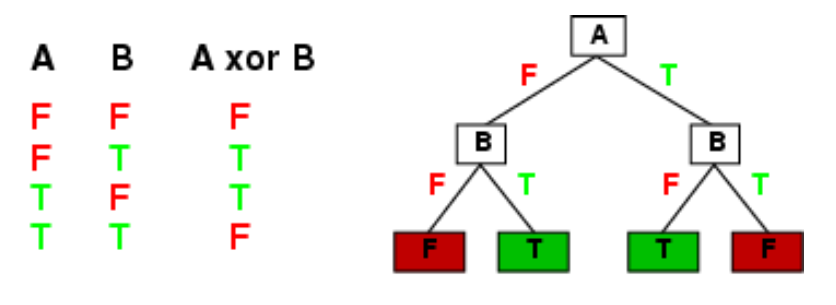 A B A xor B
F F F
F T T
T F T
T T F
A
F T
B B
F T F T
F T T F